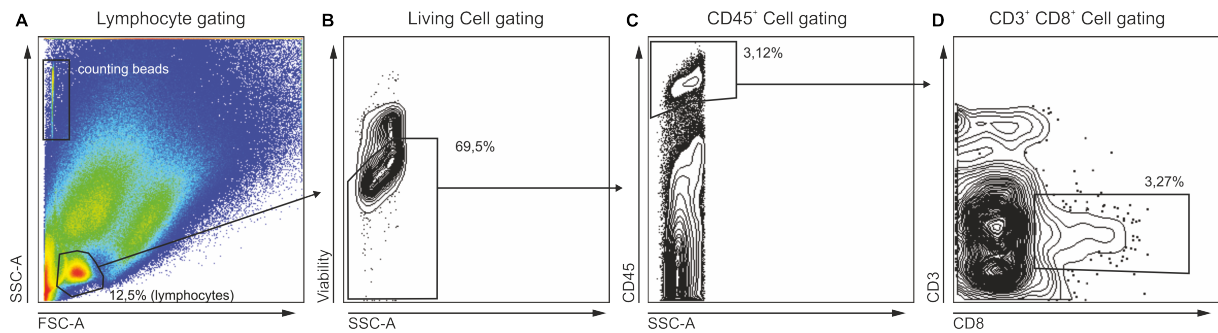 A Lymphocyte gating
counting beads
12,5% (lymphocytes)
SSC-A
FSC-A
B Living Cell gating
69,5%
Viability
SSC-A
C CD45⁺ Cell gating
3,12%
CD45
SSC-A
D CD3⁺ CD8⁺ Cell gating
3,27%
CD3
CD8